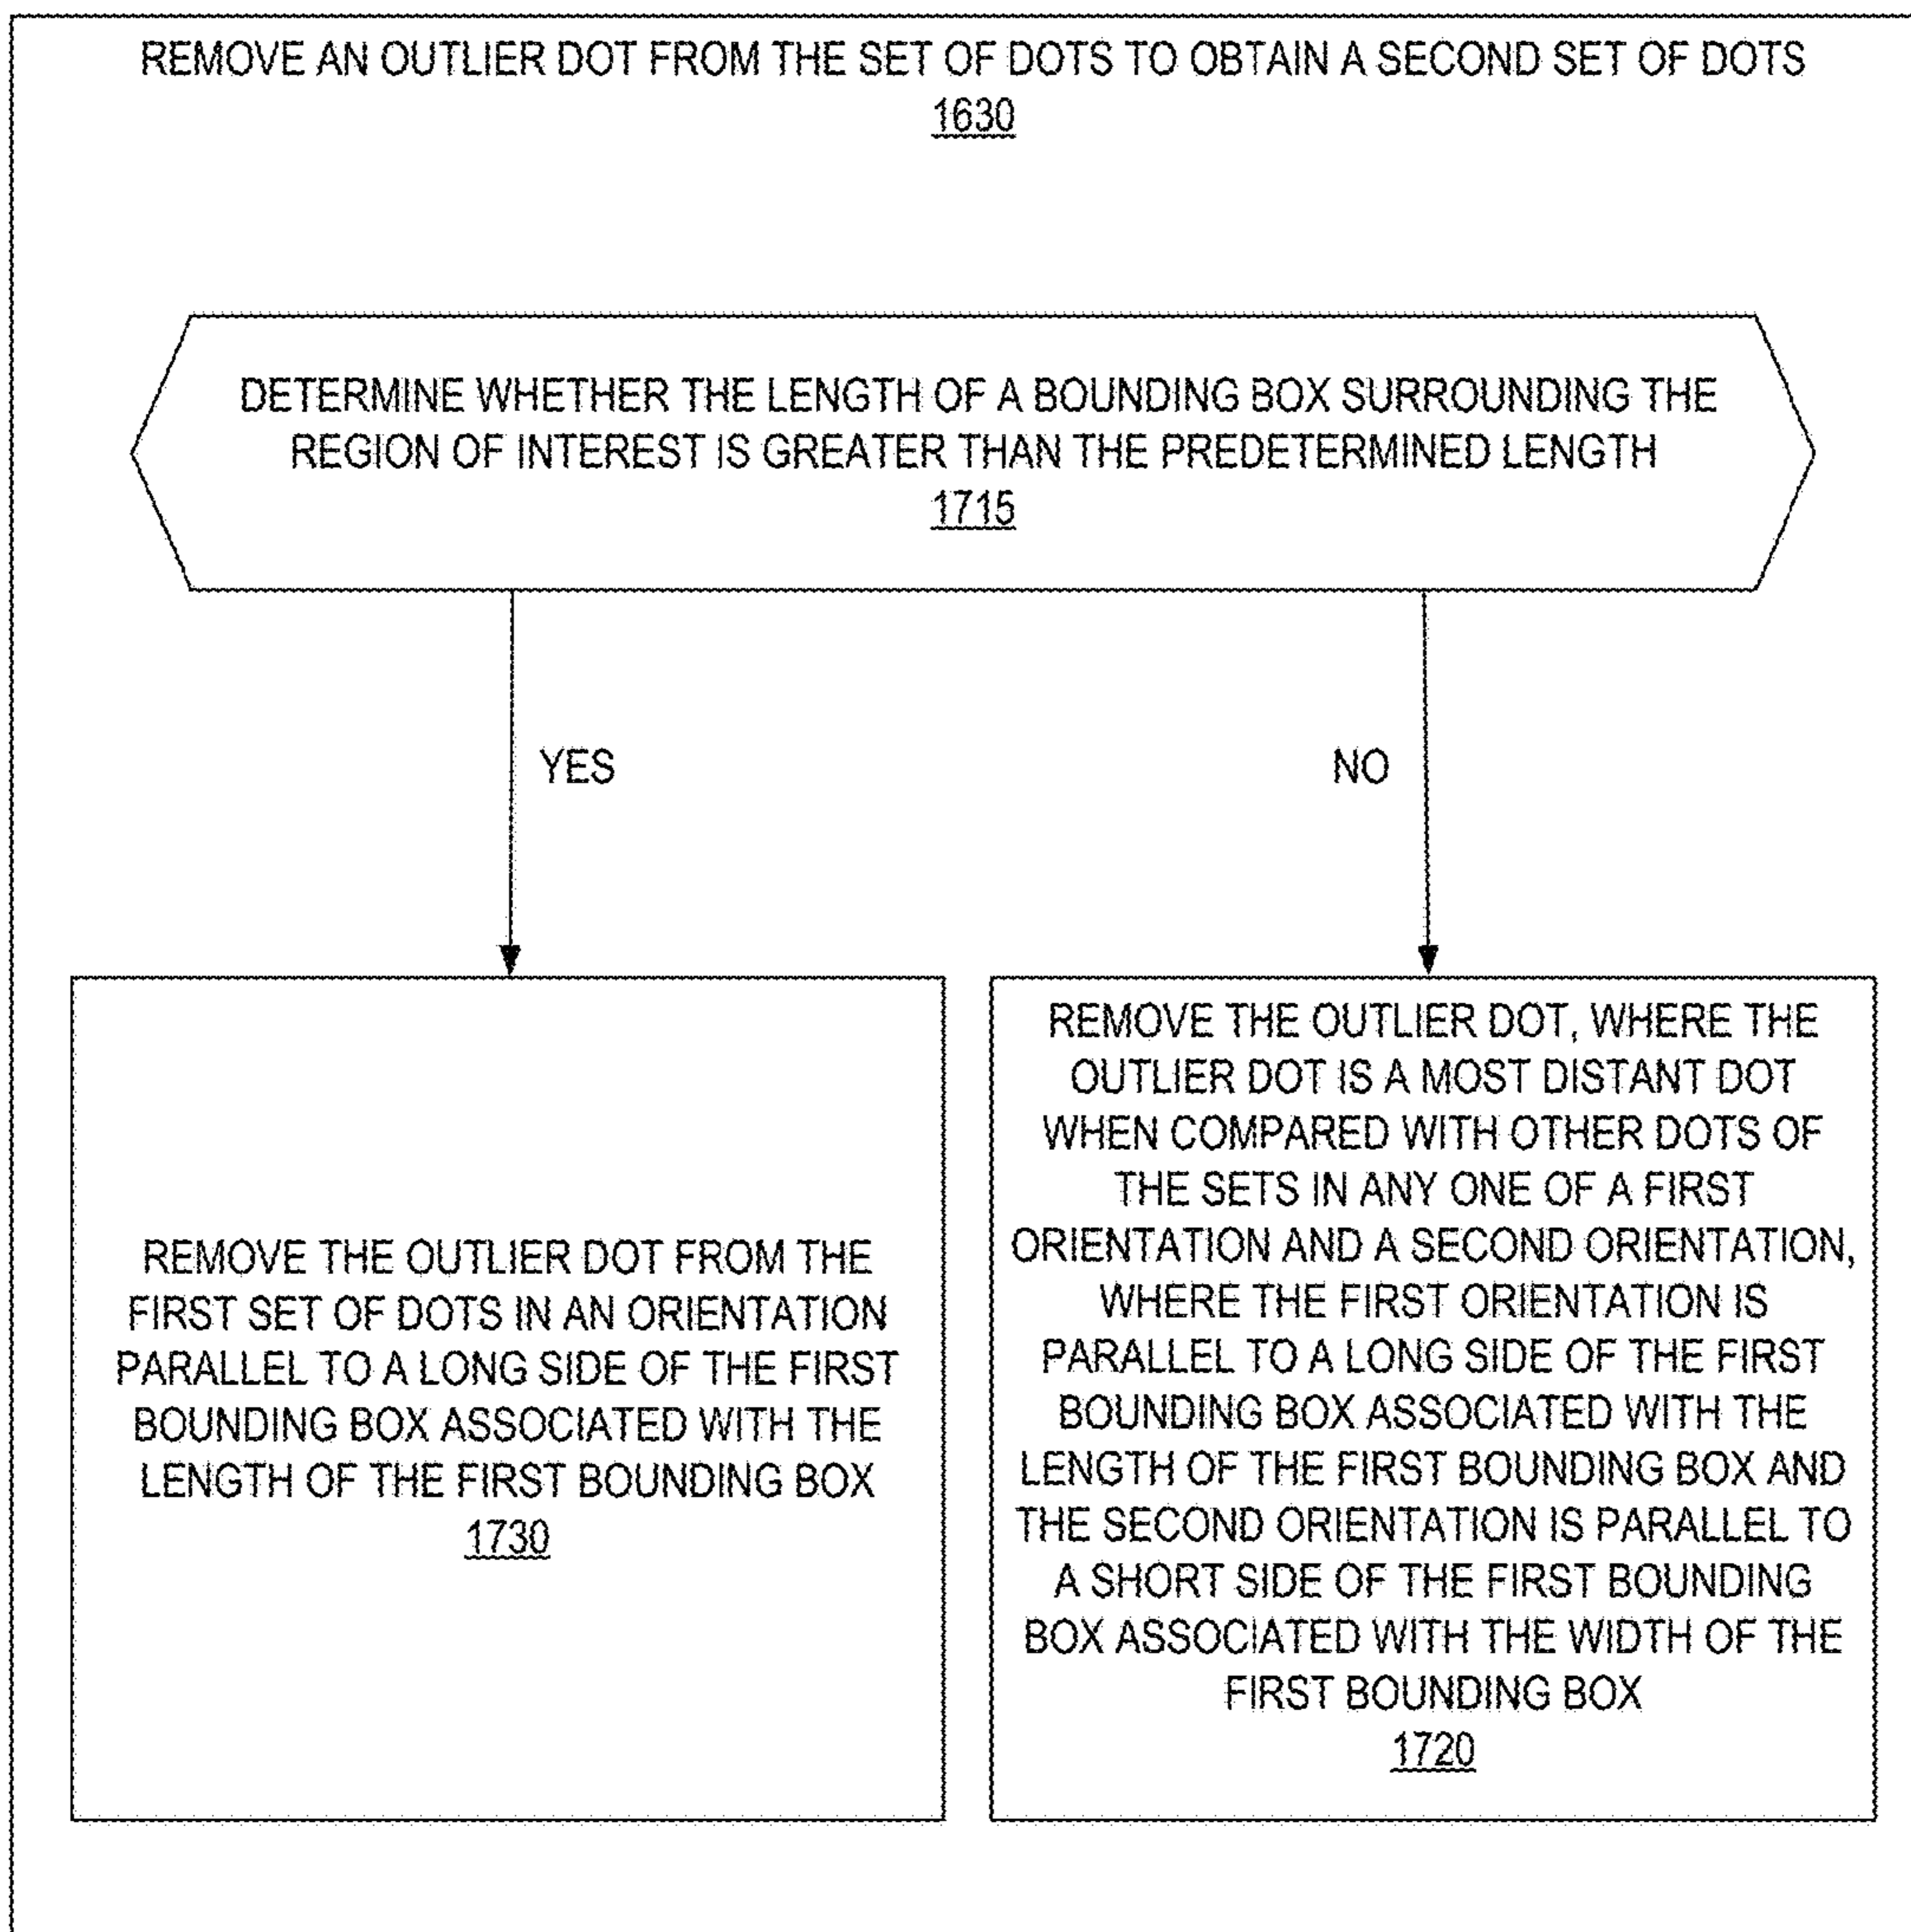 REMOVE AN OUTLIER DOT FROM THE SET OF DOTS TO OBTAIN A SECOND SET OF DOTS
1630
DETERMINE WHETHER THE LENGTH OF A BOUNDING BOX SURROUNDING THE
REGION OF INTEREST IS GREATER THAN THE PREDETERMINED LENGTH
1715
YES
NO
REMOVE THE OUTLIER DOT FROM THE
FIRST SET OF DOTS IN AN ORIENTATION
PARALLEL TO A LONG SIDE OF THE FIRST
BOUNDING BOX ASSOCIATED WITH THE
LENGTH OF THE FIRST BOUNDING BOX
1730
REMOVE THE OUTLIER DOT, WHERE THE
OUTLIER DOT IS A MOST DISTANT DOT
WHEN COMPARED WITH OTHER DOTS OF
THE SETS IN ANY ONE OF A FIRST
ORIENTATION AND A SECOND ORIENTATION,
WHERE THE FIRST ORIENTATION IS
PARALLEL TO A LONG SIDE OF THE FIRST
BOUNDING BOX ASSOCIATED WITH THE
LENGTH OF THE FIRST BOUNDING BOX AND
THE SECOND ORIENTATION IS PARALLEL TO
A SHORT SIDE OF THE FIRST BOUNDING
BOX ASSOCIATED WITH THE WIDTH OF THE
FIRST BOUNDING BOX
1720